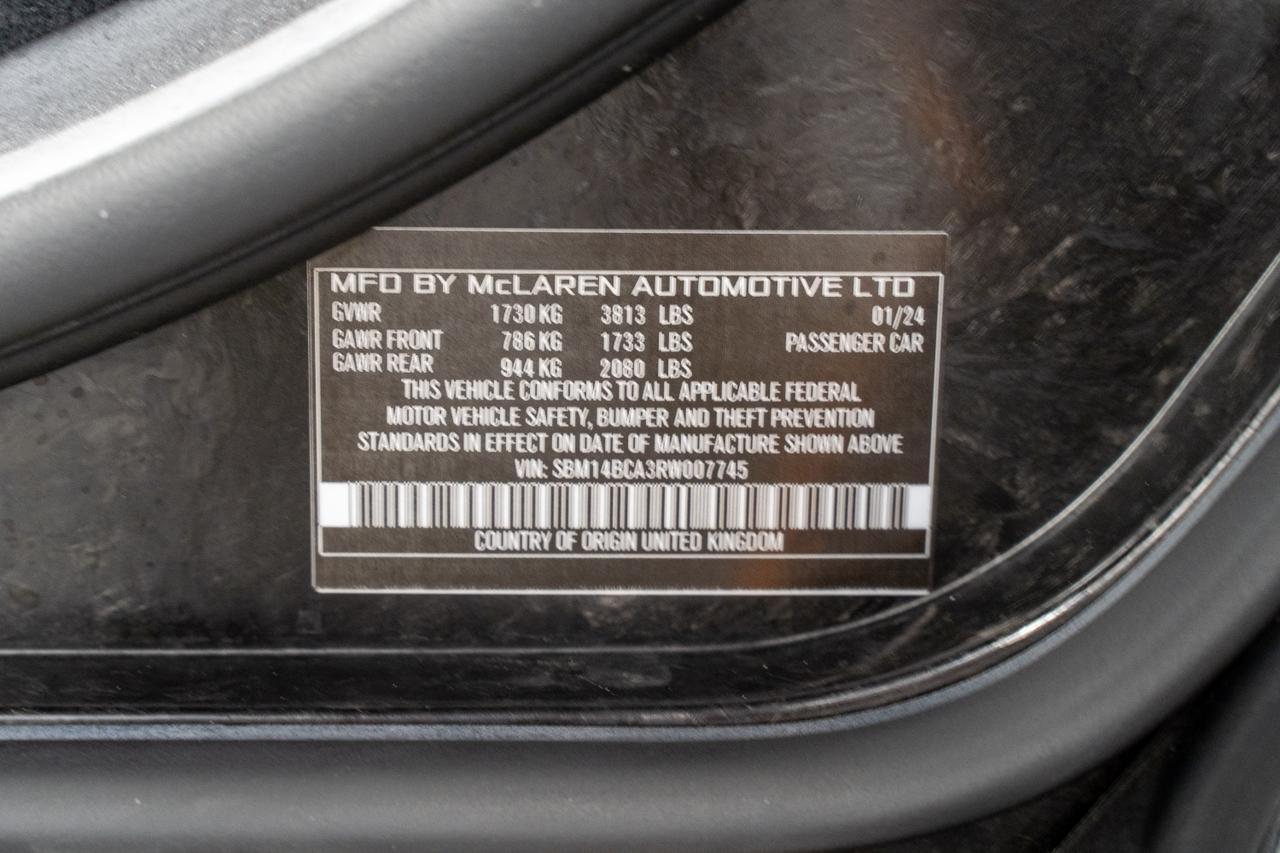 MFD BY McLAREN AUTOMOTIVE LTD
GVWR 1730 KG 3813 LBS 01/24
GAWR FRONT 786 KG 1733 LBS PASSENGER CAR
GAWR REAR 944 KG 2080 LBS
THIS VEHICLE CONFORMS TO ALL APPLICABLE FEDERAL
MOTOR VEHICLE SAFETY, BUMPER AND THEFT PREVENTION
STANDARDS IN EFFECT ON DATE OF MANUFACTURE SHOWN ABOVE
VIN: SBM14BCA3RW007745
COUNTRY OF ORIGIN UNITED KINGDOM